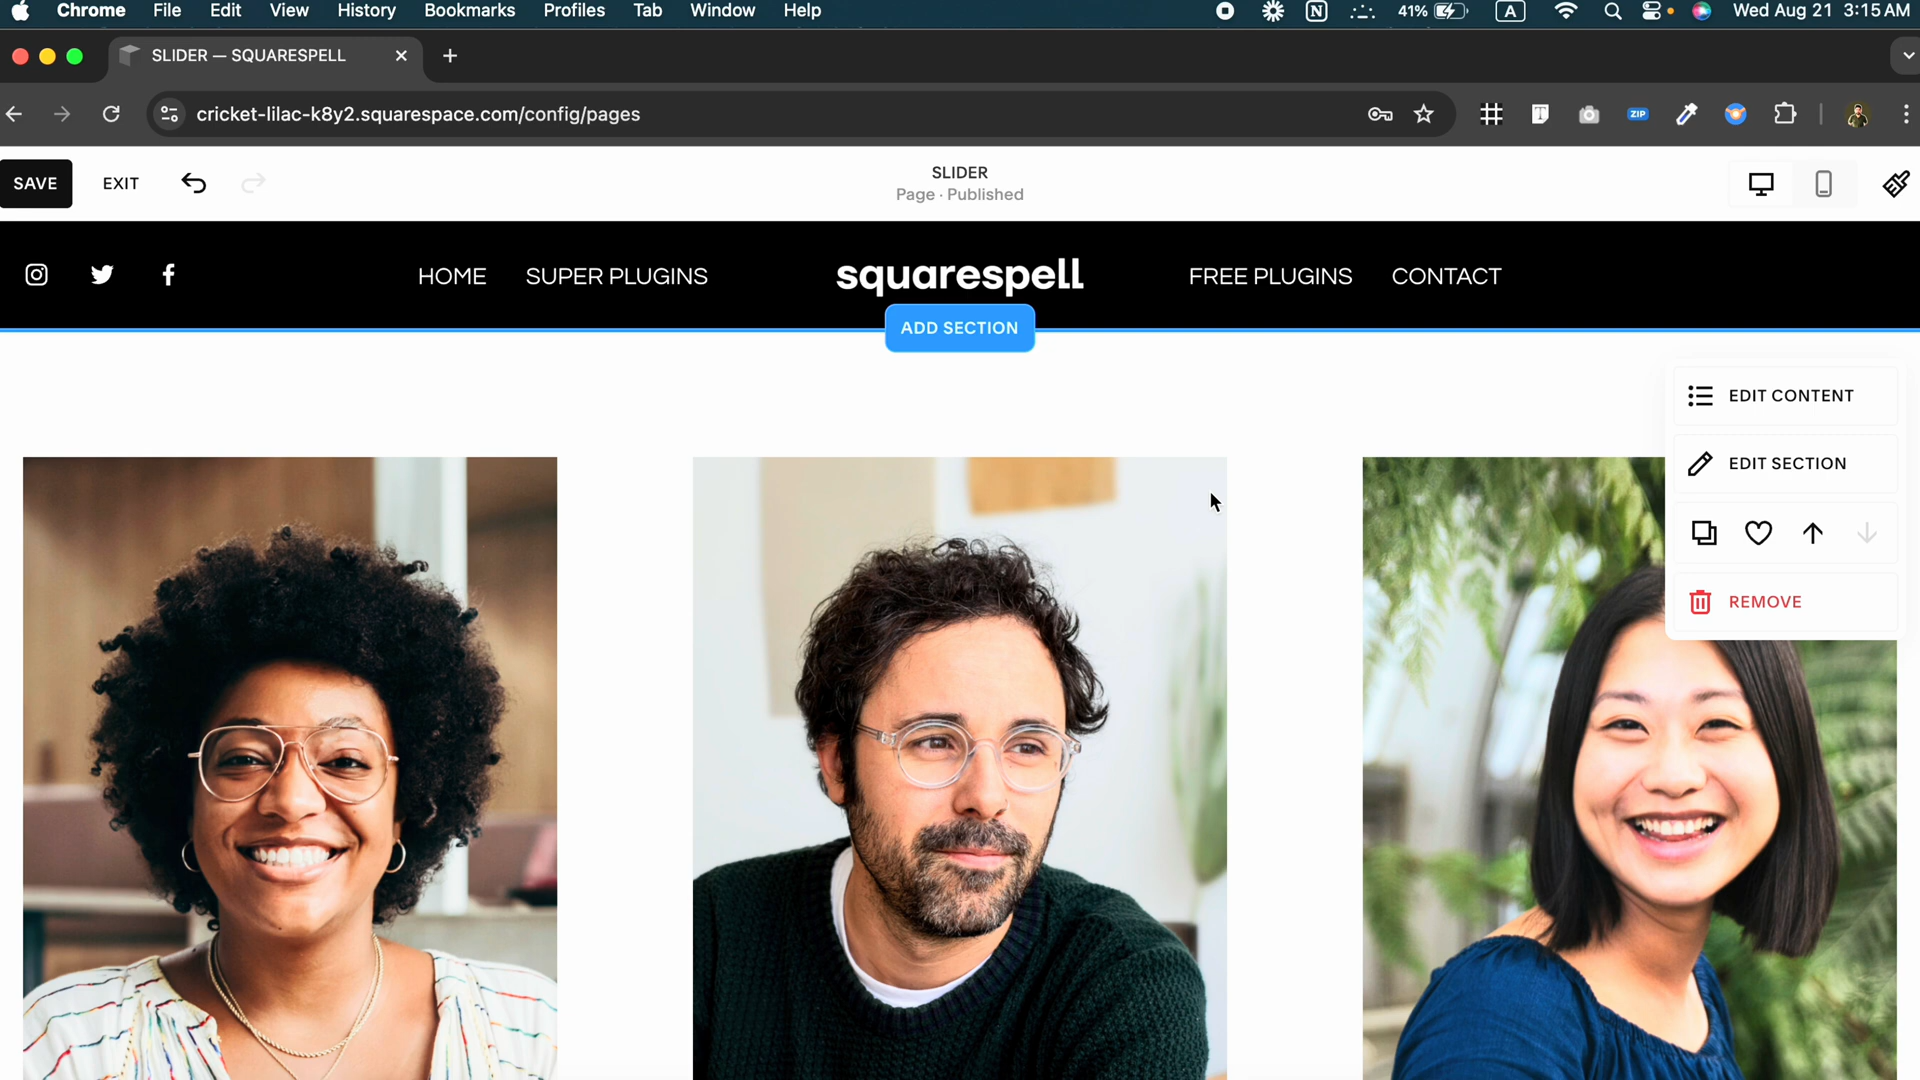 Chrome File Edit View History Bookmarks Profiles Tab Window Help N 41% A Wed Aug 21 3:15 AM
SLIDER — SQUARESPELL
cricket-lilac-k8y2.squarespace.com/config/pages T ZIP
SAVE EXIT
SLIDER
Page · Published
HOME SUPER PLUGINS squarespell FREE PLUGINS CONTACT
ADD SECTION
EDIT CONTENT
EDIT SECTION
REMOVE